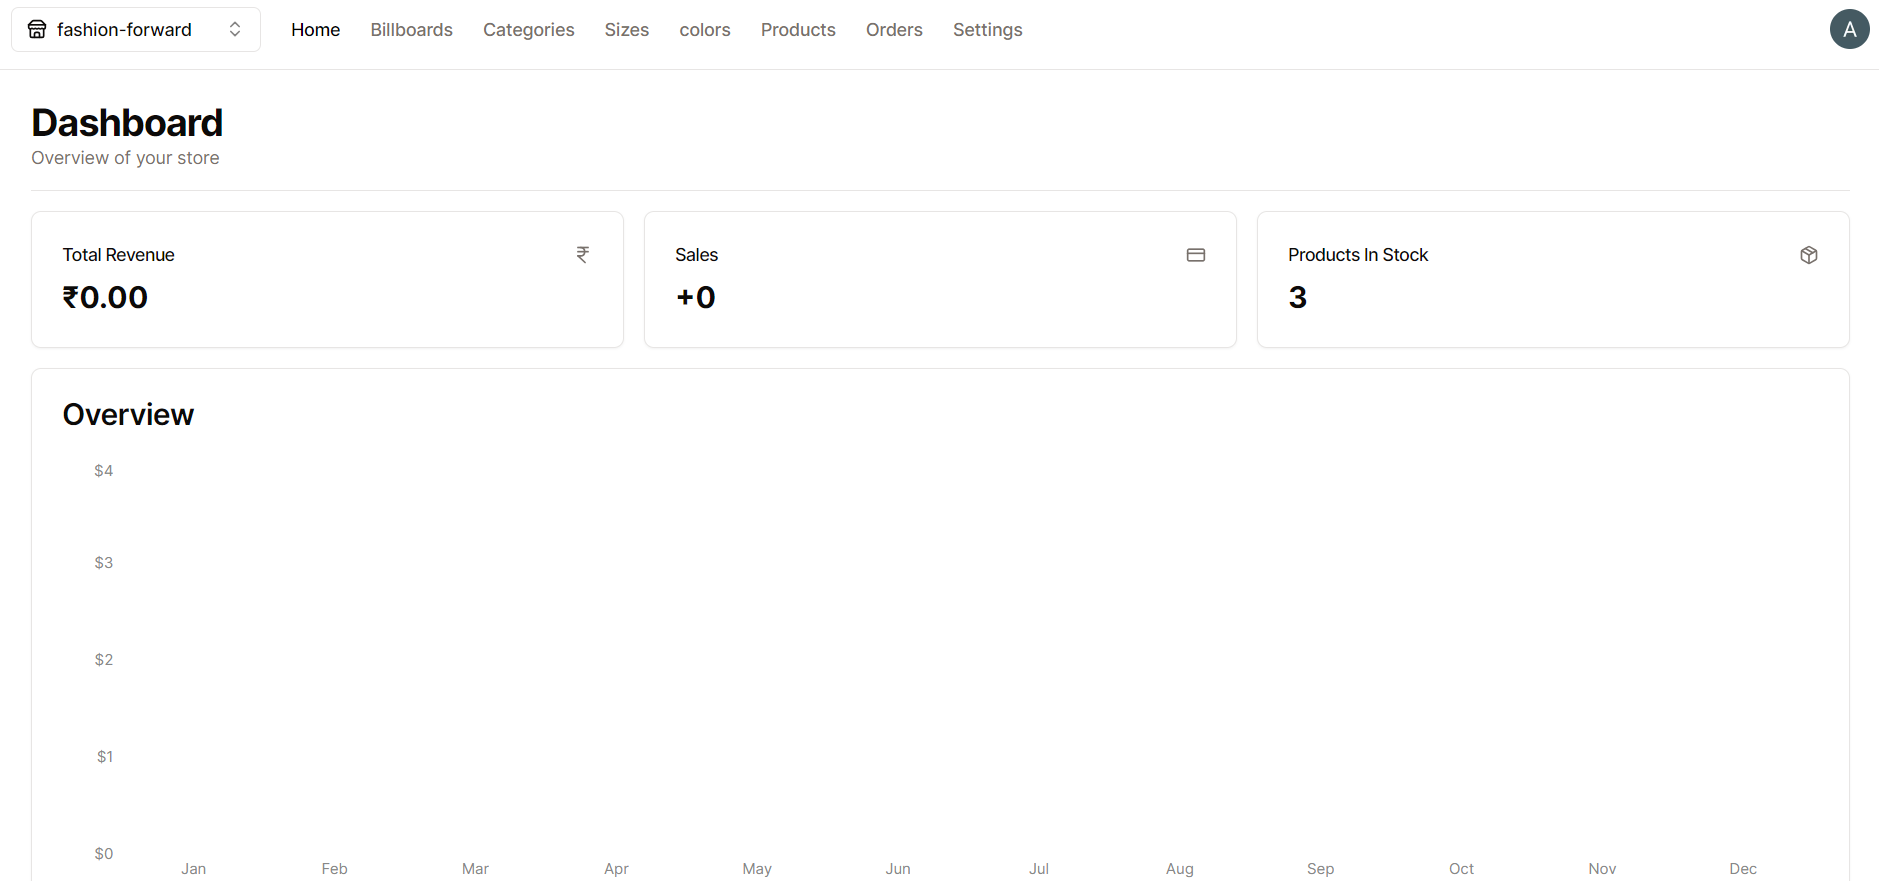 fashion-forward Home Billboards Categories Sizes colors Products Orders Settings A
Dashboard
Overview of your store
Total Revenue ₹
₹0.00
Sales
+0
Products In Stock
3
Overview
$4
$3
$2
$1
$0
Jan Feb Mar Apr May Jun Jul Aug Sep Oct Nov Dec